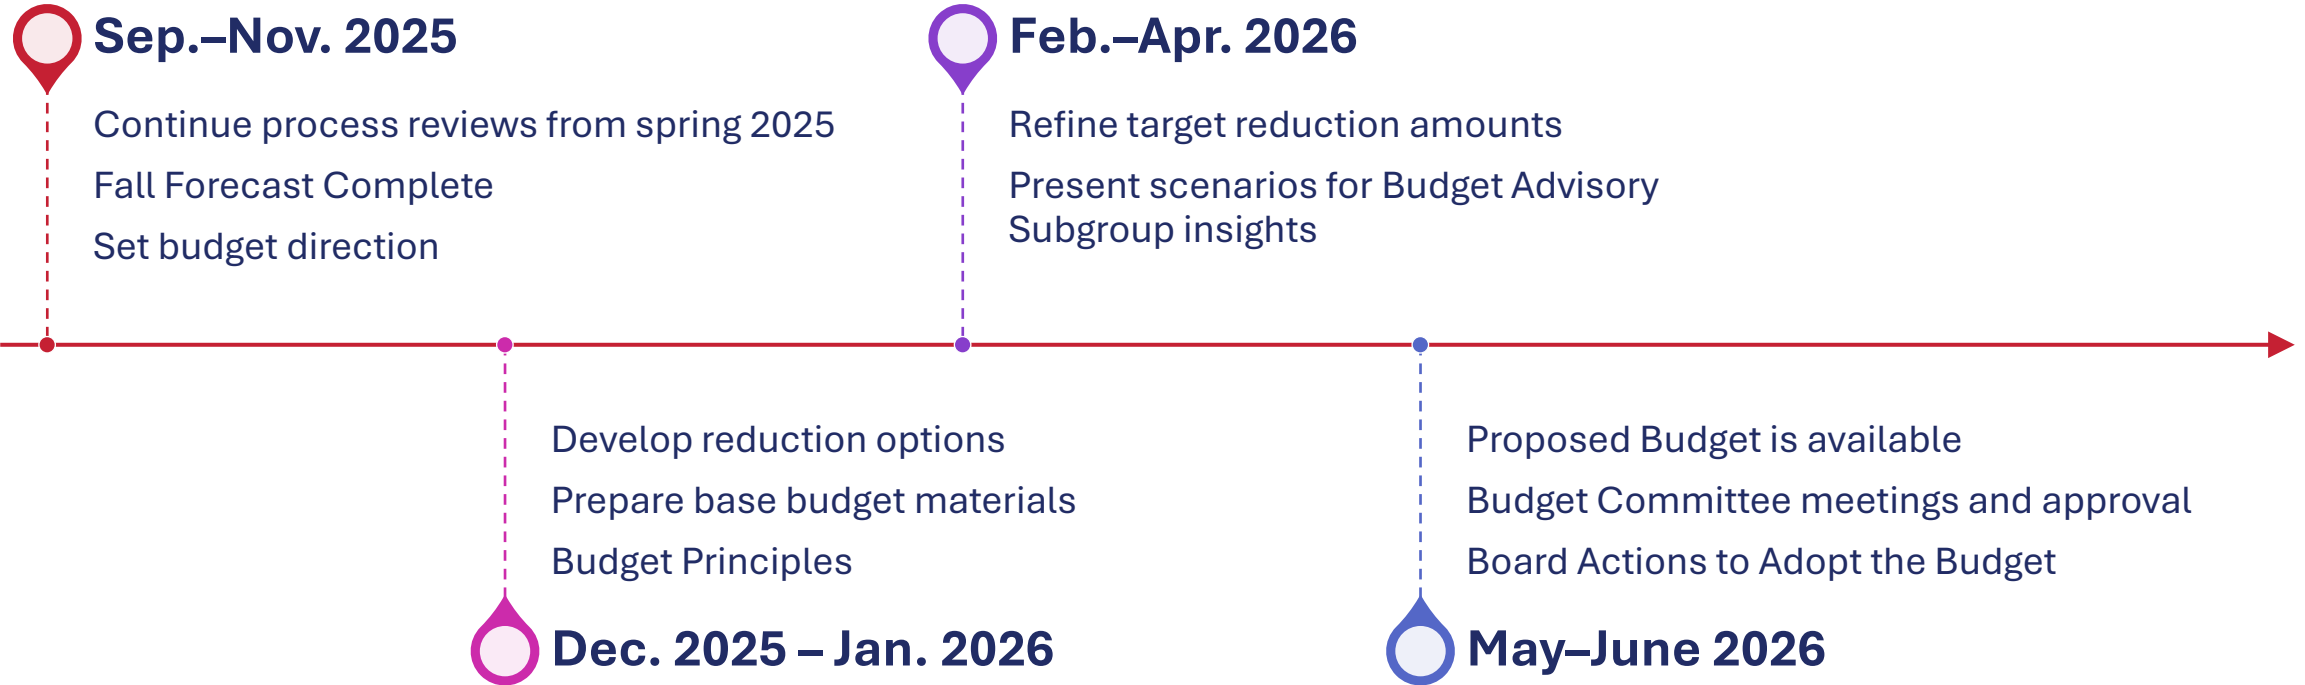 Sep.–Nov. 2025
Continue process reviews from spring 2025
Fall Forecast Complete
Set budget direction
Develop reduction options
Prepare base budget materials
Budget Principles
Dec. 2025 – Jan. 2026
Feb.–Apr. 2026
Refine target reduction amounts
Present scenarios for Budget Advisory
Subgroup insights
Proposed Budget is available
Budget Committee meetings and approval
Board Actions to Adopt the Budget
May–June 2026